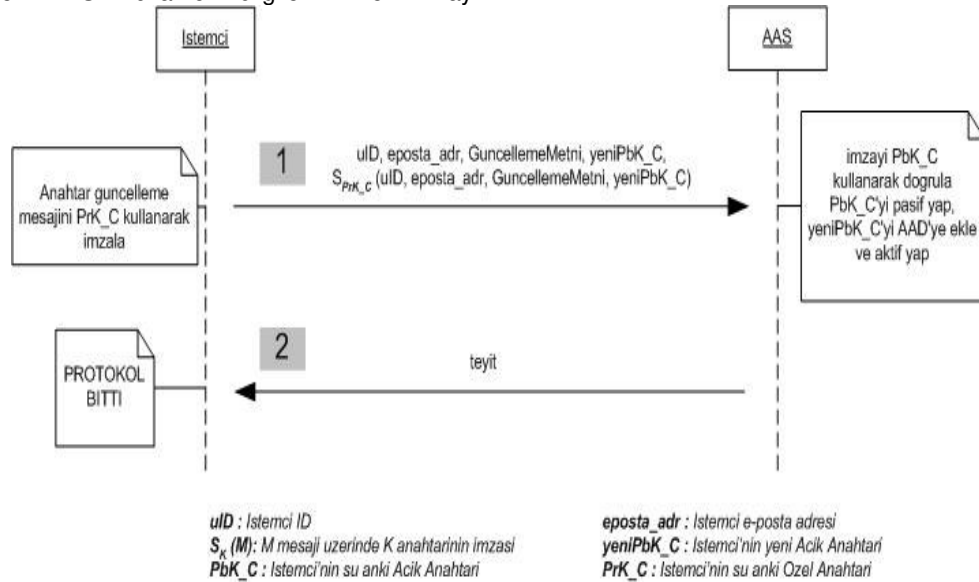 Istemci
AAS
Anahtar guncelleme
mesajini PrK_C kullanarak
imzala
1
uID, eposta_adr, GuncellemeMetni, yeniPbK_C,
S_PrK_C (uID, eposta_adr, GuncellemeMetni, yeniPbK_C)
imzayi PbK_C
kullanarak dogrula
PbK_C'yi pasif yap,
yeniPbK_C'yi AAD'ye ekle
ve aktif yap
2
teyit
PROTOKOL
BITTI
uID : Istemci ID
S_K (M): M mesaji uzerinde K anahtarinin imzasi
PbK_C : Istemci'nin su anki Acik Anahtari
eposta_adr : Istemci e-posta adresi
yeniPbK_C : Istemci'nin yeni Acik Anahtari
PrK_C : Istemci'nin su anki Ozel Anahtari